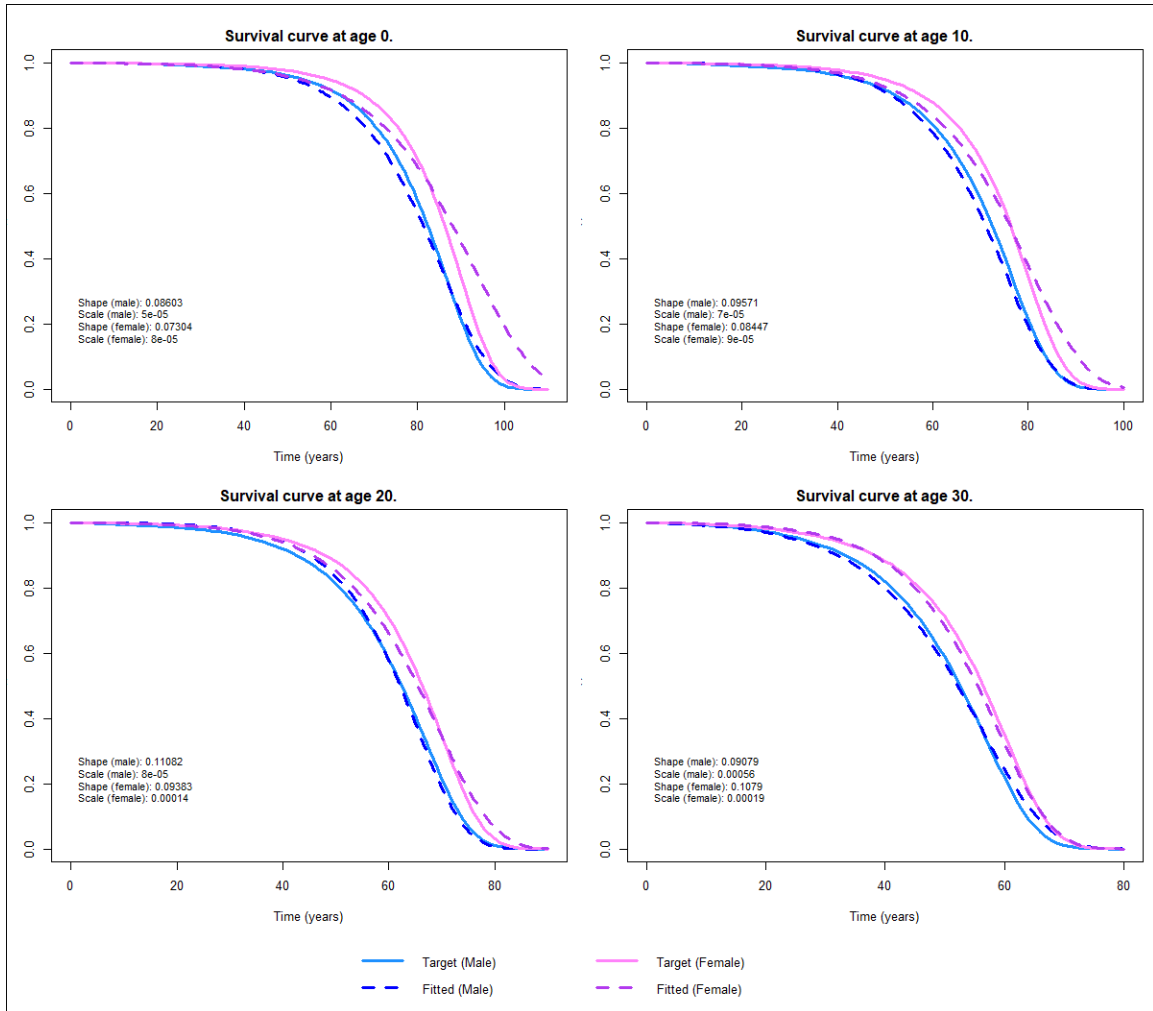 Survival curve at age 0.
1.0
0.8
0.6
0.4
0.2
0.0
Shape (male): 0.08603
Scale (male): 5e-05
Shape (female): 0.07304
Scale (female): 8e-05
0 20 40 60 80 100
Time (years)
Survival curve at age 10.
1.0
0.8
0.6
0.4
0.2
0.0
Shape (male): 0.09571
Scale (male): 7e-05
Shape (female): 0.08447
Scale (female): 9e-05
0 20 40 60 80 100
Time (years)
Survival curve at age 20.
1.0
0.8
0.6
0.4
0.2
0.0
Shape (male): 0.11082
Scale (male): 8e-05
Shape (female): 0.09383
Scale (female): 0.00014
0 20 40 60 80
Time (years)
Survival curve at age 30.
1.0
0.8
0.6
0.4
0.2
0.0
Shape (male): 0.09079
Scale (male): 0.00056
Shape (female): 0.1079
Scale (female): 0.00019
0 20 40 60 80
Time (years)
Target (Male)
Fitted (Male)
Target (Female)
Fitted (Female)